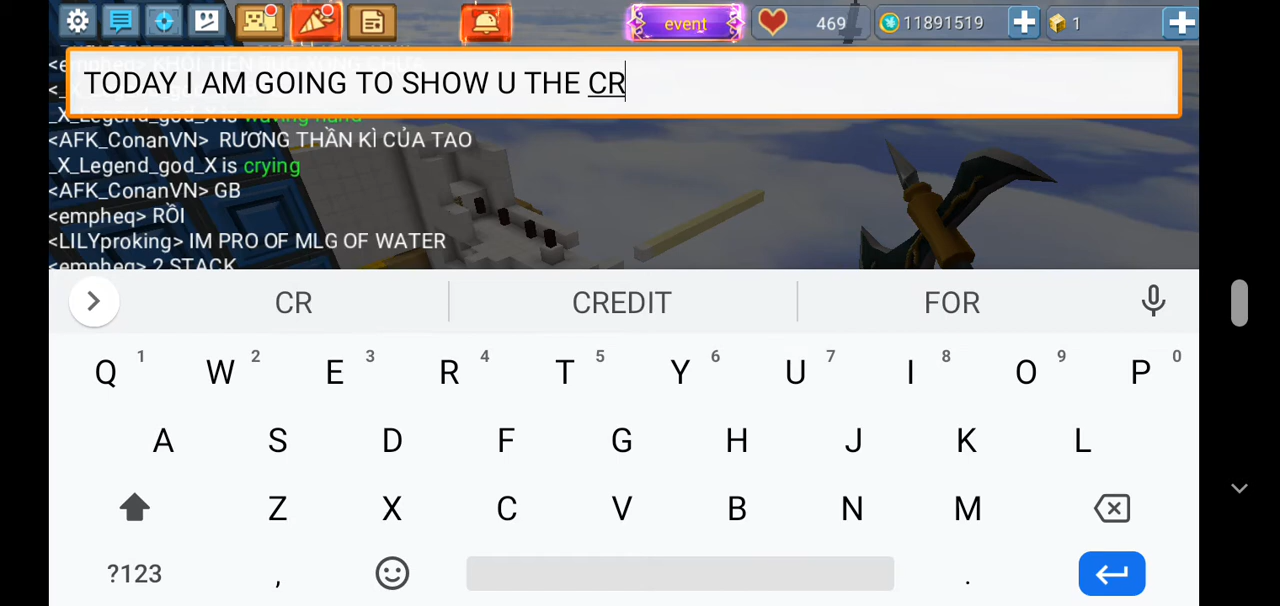 event
469
11891519
1
TODAY I AM GOING TO SHOW U THE CR
_X_Legend_god_X is waving hand
<AFK_ConanVN> RƯƠNG THẦN KÌ CỦA TAO
_X_Legend_god_X is crying
<AFK_ConanVN> GB
<empheq> RỒI
<LILYproking> IM PRO OF MLG OF WATER
<empheq> 2 STACK
CR CREDIT FOR
Q 1 W 2 E 3 R 4 T 5 Y 6 U 7 I 8 O 9 P 0
A S D F G H J K L
Z X C V B N M
?123 , .